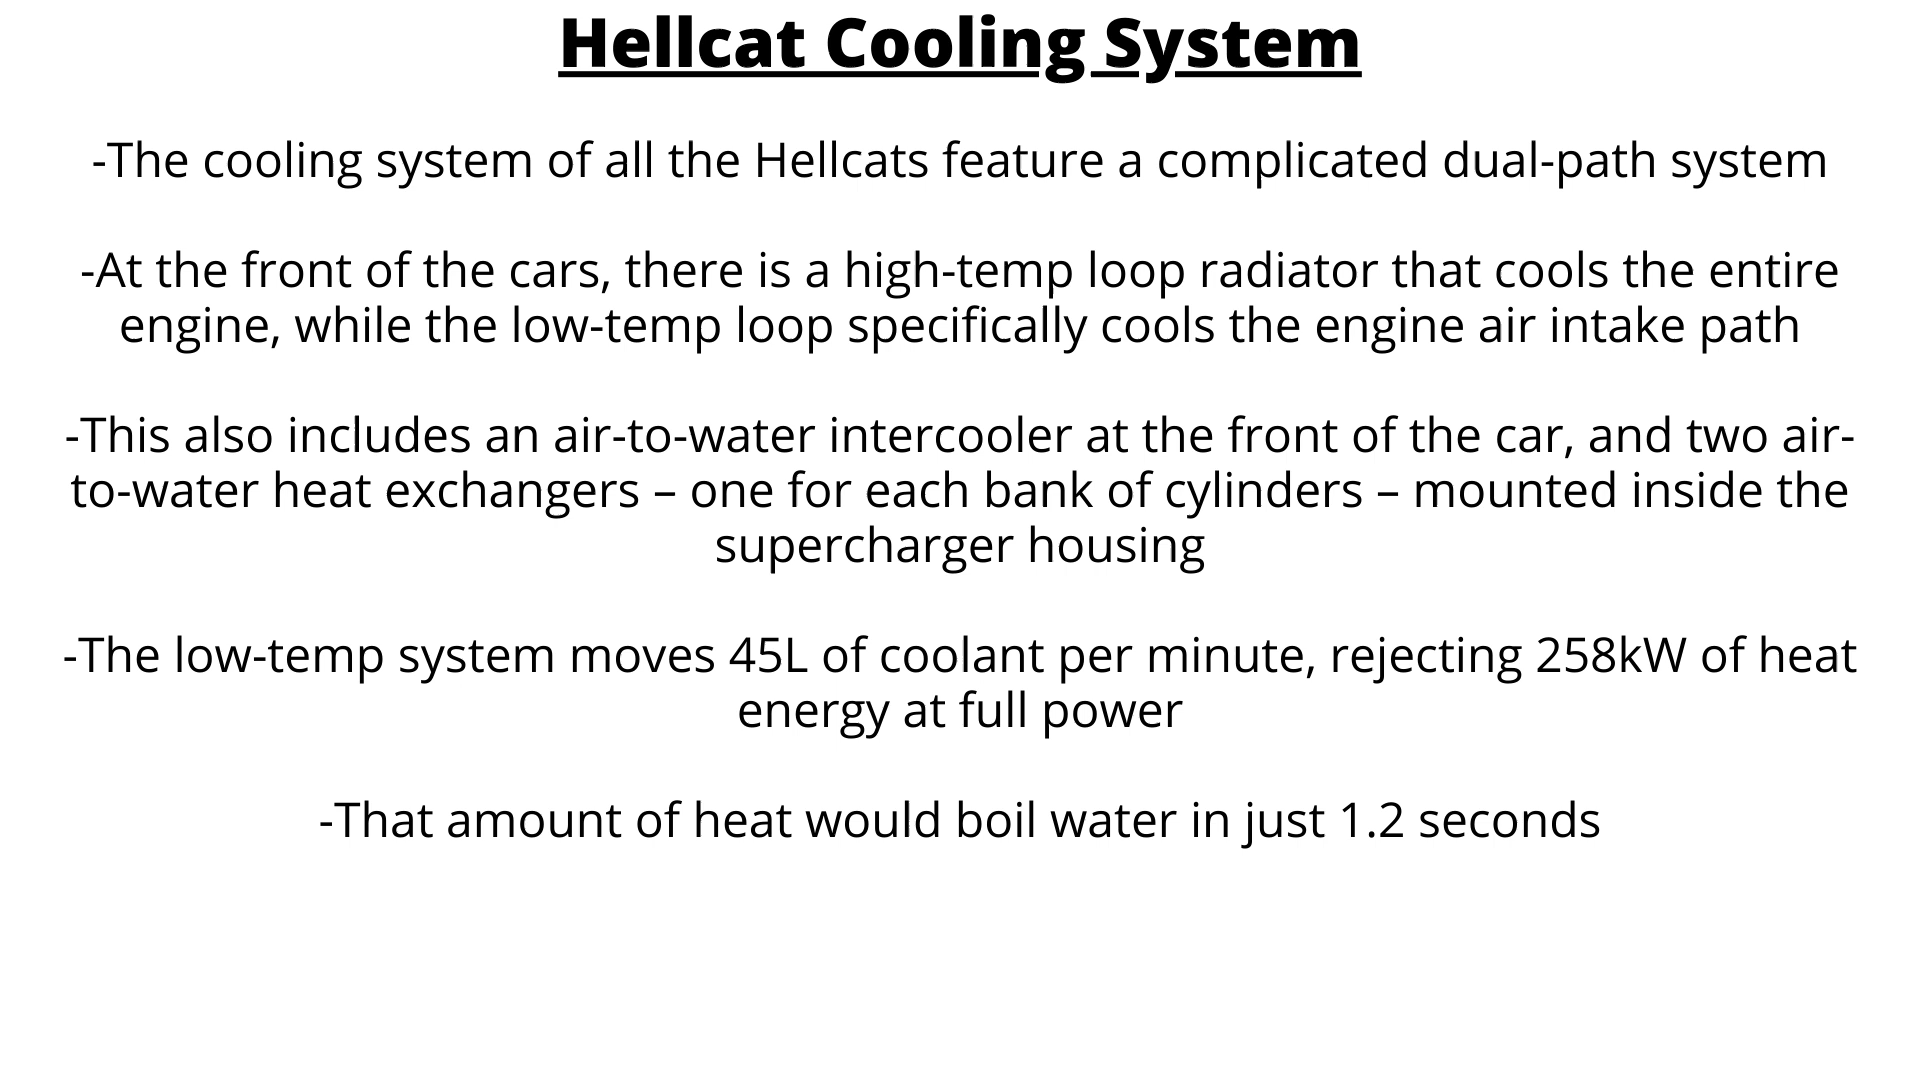 Hellcat Cooling System
-The cooling system of all the Hellcats feature a complicated dual-path system
-At the front of the cars, there is a high-temp loop radiator that cools the entire
engine, while the low-temp loop specifically cools the engine air intake path
-This also includes an air-to-water intercooler at the front of the car, and two air-
to-water heat exchangers – one for each bank of cylinders – mounted inside the
supercharger housing
-The low-temp system moves 45L of coolant per minute, rejecting 258kW of heat
energy at full power
-That amount of heat would boil water in just 1.2 seconds